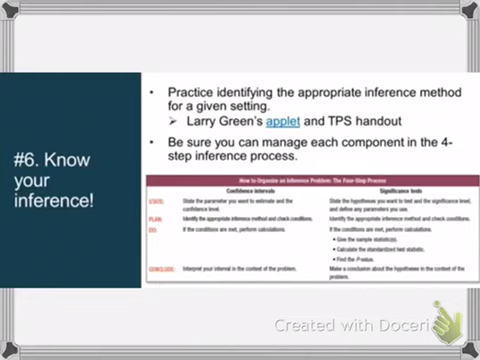 #6. Know
your
inference!
• Practice identifying the appropriate inference method
for a given setting.
➢ Larry Green's applet and TPS handout
• Be sure you can manage each component in the 4-
step inference process.
How to Organize an Inference Problem: The Four-Step Process
Confidence intervals Significance tests
STATE: State the parameter you want to estimate and the
confidence level. State the hypotheses you want to test and the significance level,
and define any parameters you use.
PLAN: Identify the appropriate inference method and check conditions. Identify the appropriate inference method and check conditions.
DO: If the conditions are met, perform calculations. If the conditions are met, perform calculations.
• Give the sample statistic(s).
• Calculate the standardized test statistic.
• Find the P-value.
CONCLUDE: Interpret your interval in the context of the problem. Make a conclusion about the hypotheses in the context of the
problem.
Created with Doceri